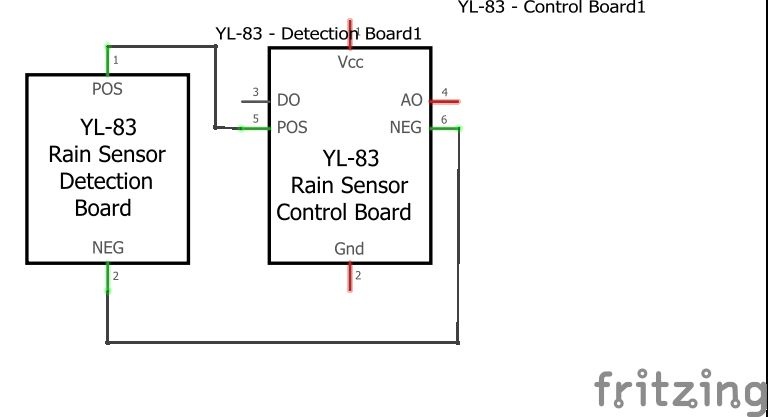 YL-83 - Control Board1
YL-83 - Detection Board1
1
1
Vcc
POS
3
DO
AO
4
5
POS
NEG
6
YL-83
Rain Sensor
Detection
Board
YL-83
Rain Sensor
Control Board
NEG
Gnd
2
2
fritzing